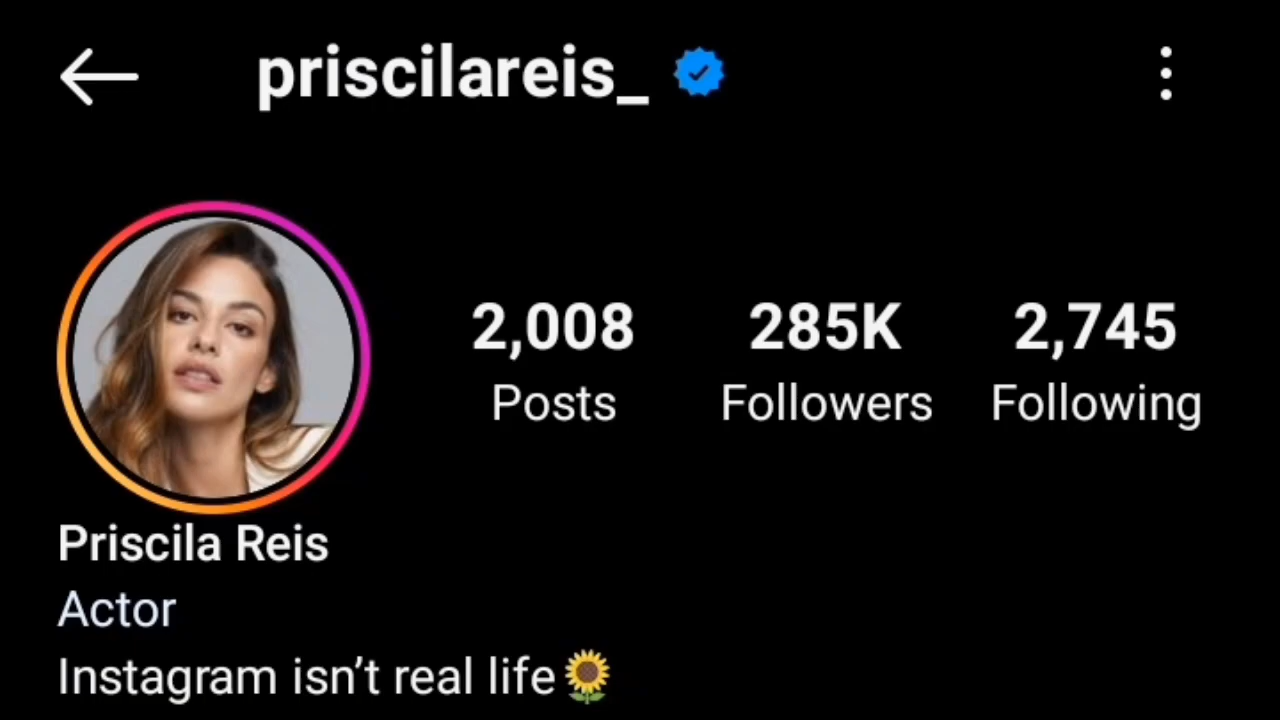 priscilareis_
2,008 285K 2,745
Posts Followers Following
Priscila Reis
Actor
Instagram isn’t real life🌻